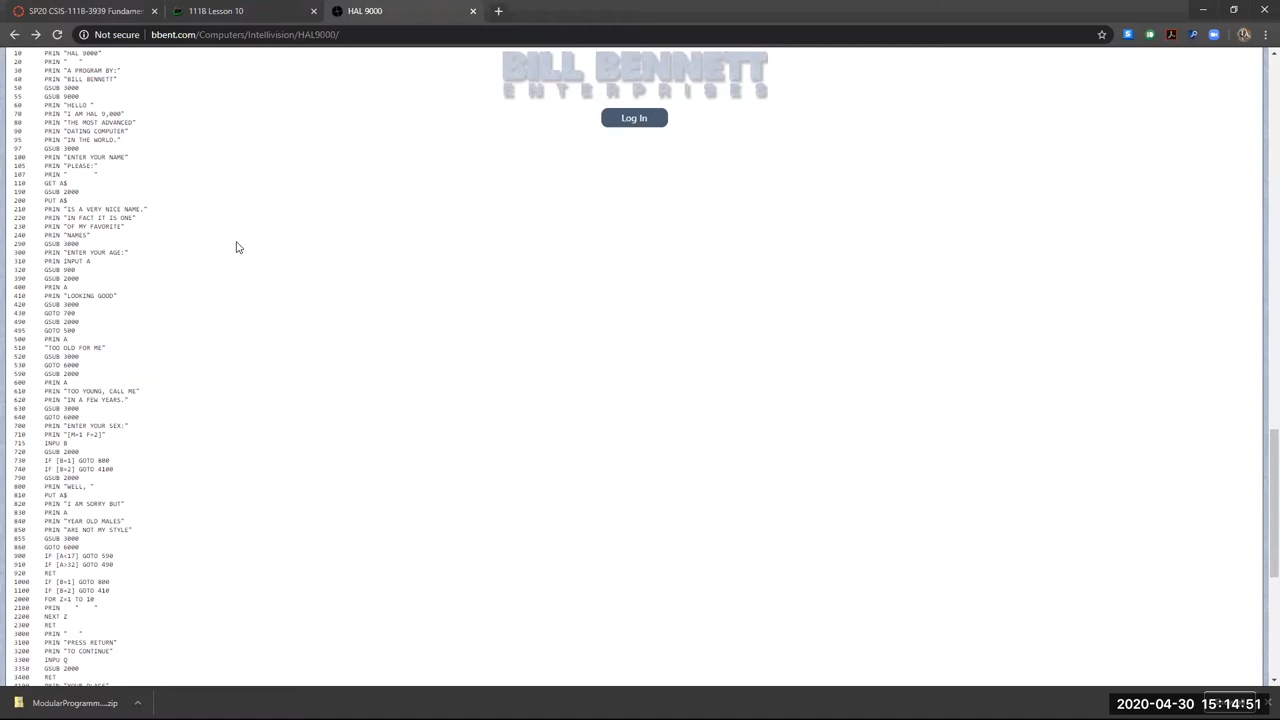 SP20 CSIS-111B-3939 Fundamer
111B Lesson 10
HAL 9000
Not secure
bbent.com/Computers/Intellivision/HAL9000/
BILL BENNETT
ENTERPRISES
Log In
10 PRIN "HAL 9000"
20 PRIN " "
30 PRIN "A PROGRAM BY:"
40 PRIN "BILL BENNETT"
50 GSUB 3000
55 GSUB 9000
60 PRIN "HELLO "
70 PRIN "I AM HAL 9,000"
80 PRIN "THE MOST ADVANCED"
90 PRIN "DATING COMPUTER"
95 PRIN "IN THE WORLD."
97 GSUB 3000
100 PRIN "ENTER YOUR NAME"
105 PRIN "PLEASE:"
107 PRIN " "
110 GET A$
190 GSUB 2000
200 PUT A$
210 PRIN "IS A VERY NICE NAME."
220 PRIN "IN FACT IT IS ONE"
230 PRIN "OF MY FAVORITE"
240 PRIN "NAMES"
290 GSUB 3000
300 PRIN "ENTER YOUR AGE:"
310 PRIN INPUT A
320 GSUB 900
390 GSUB 2000
400 PRIN A
410 PRIN "LOOKING GOOD"
420 GSUB 3000
430 GOTO 700
490 GSUB 2000
495 GOTO 500
500 PRIN A
510 "TOO OLD FOR ME"
520 GSUB 3000
530 GOTO 6000
590 GSUB 2000
600 PRIN A
610 PRIN "TOO YOUNG, CALL ME"
620 PRIN "IN A FEW YEARS."
630 GSUB 3000
640 GOTO 6000
700 PRIN "ENTER YOUR SEX:"
710 PRIN "[M=1 F=2]"
715 INPU B
720 GSUB 2000
730 IF [B=1] GOTO 800
740 IF [B=2] GOTO 4100
790 GSUB 2000
800 PRIN "WELL, "
810 PUT A$
820 PRIN "I AM SORRY BUT"
830 PRIN A
840 PRIN "YEAR OLD MALES"
850 PRIN "ARE NOT MY STYLE"
855 GSUB 3000
860 GOTO 6000
900 IF [A<17] GOTO 590
910 IF [A>32] GOTO 490
920 RET
1000 IF [B=1] GOTO 800
1100 IF [B=2] GOTO 410
2000 FOR Z=1 TO 10
2100 PRIN " "
2200 NEXT Z
2300 RET
3000 PRIN " "
3100 PRIN "PRESS RETURN"
3200 PRIN "TO CONTINUE"
3300 INPU Q
3350 GSUB 2000
3400 RET
ModularProgramm....zip
2020-04-30 15:14:51